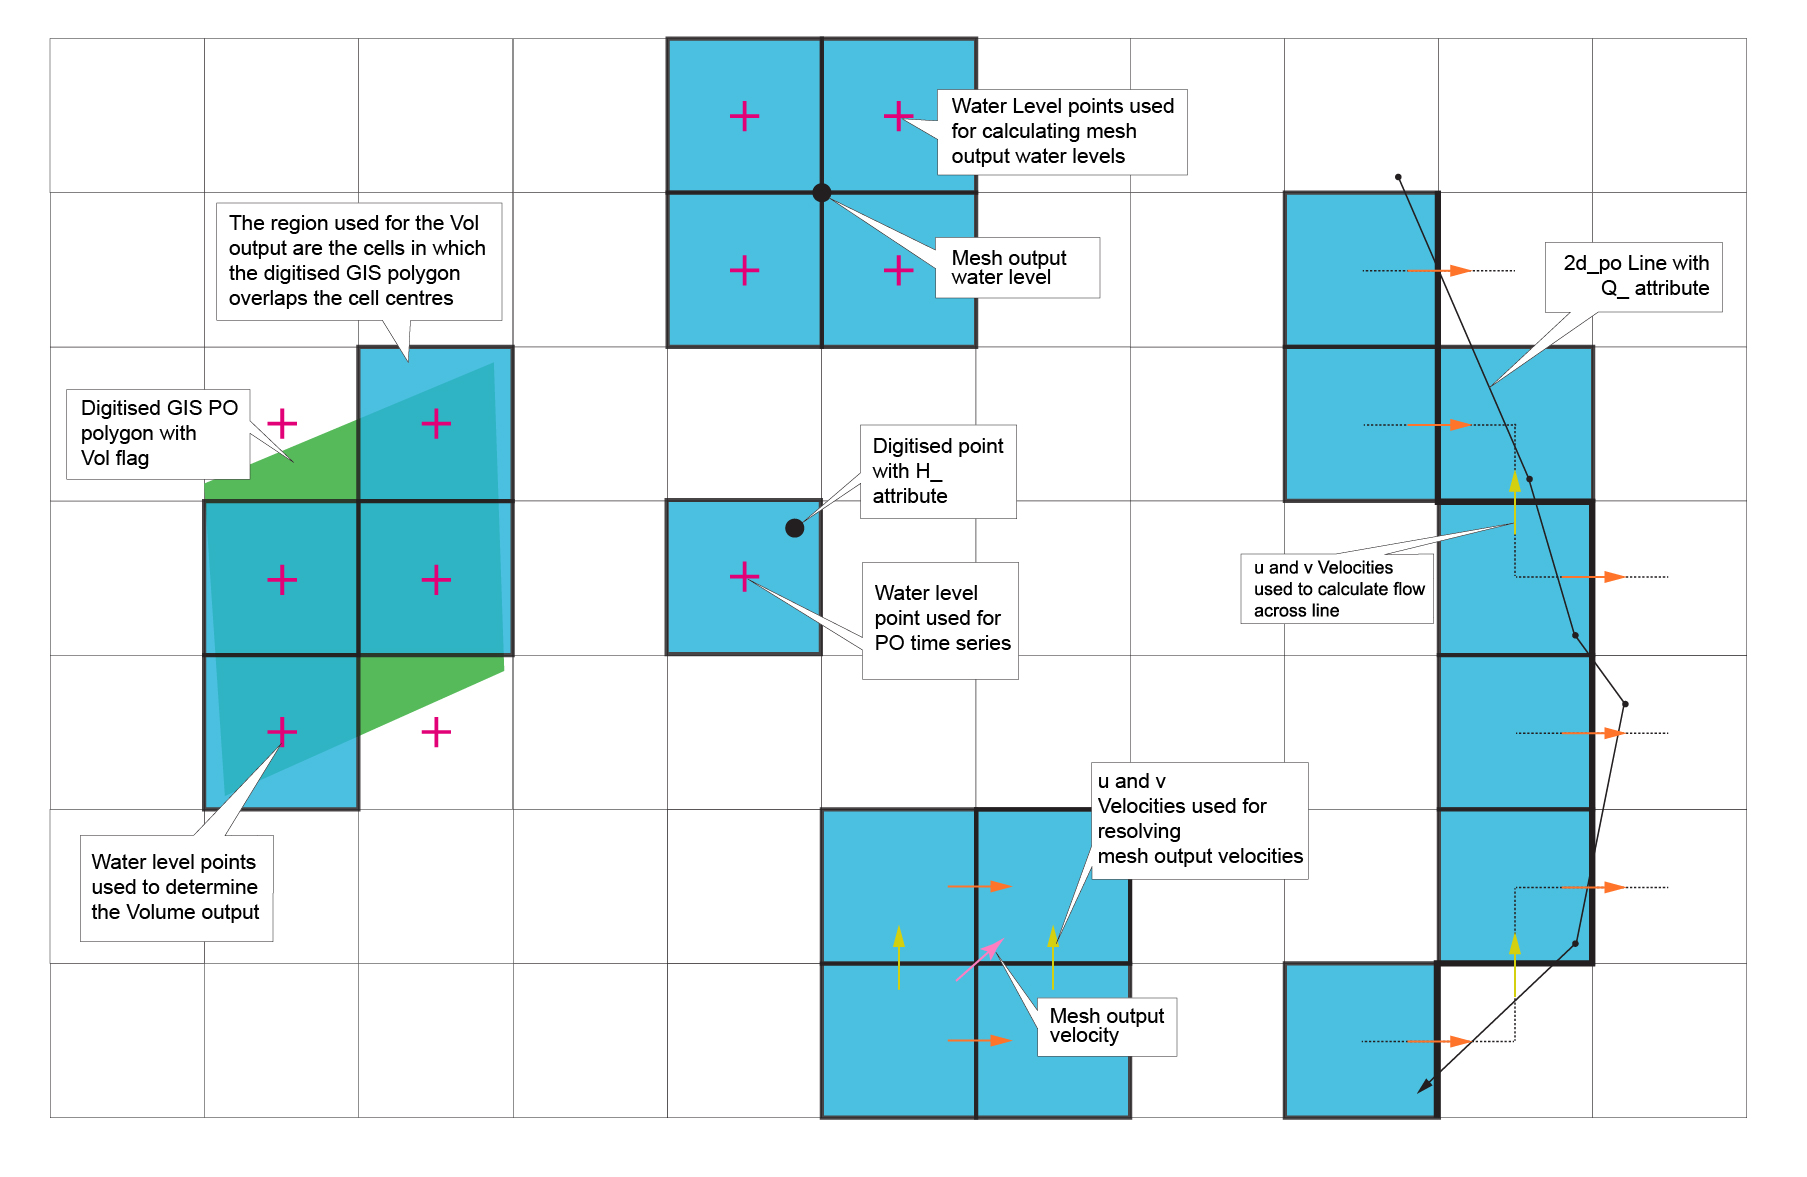 Water Level points used
for calculating mesh
output water levels
The region used for the Vol
output are the cells in which
the digitised GIS polygon
overlaps the cell centres
Mesh output
water level
2d_po Line with
Q_ attribute
Digitised GIS PO
polygon with
Vol flag
Digitised point
with H_
attribute
u and v Velocities
used to calculate flow
across line
Water level
point used for
PO time series
u and v
Velocities used for
resolving
mesh output velocities
Water level points
used to determine
the Volume output
Mesh output
velocity